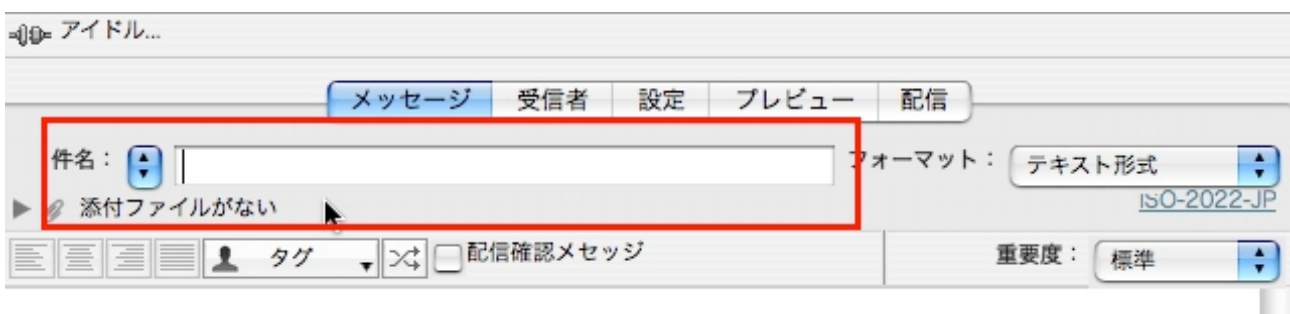 アイドル...
メッセージ 受信者 設定 プレビュー 配信
件名： フォーマット： テキスト形式
添付ファイルがない ISO-2022-JP
タグ 配信確認メセッジ 重要度： 標準